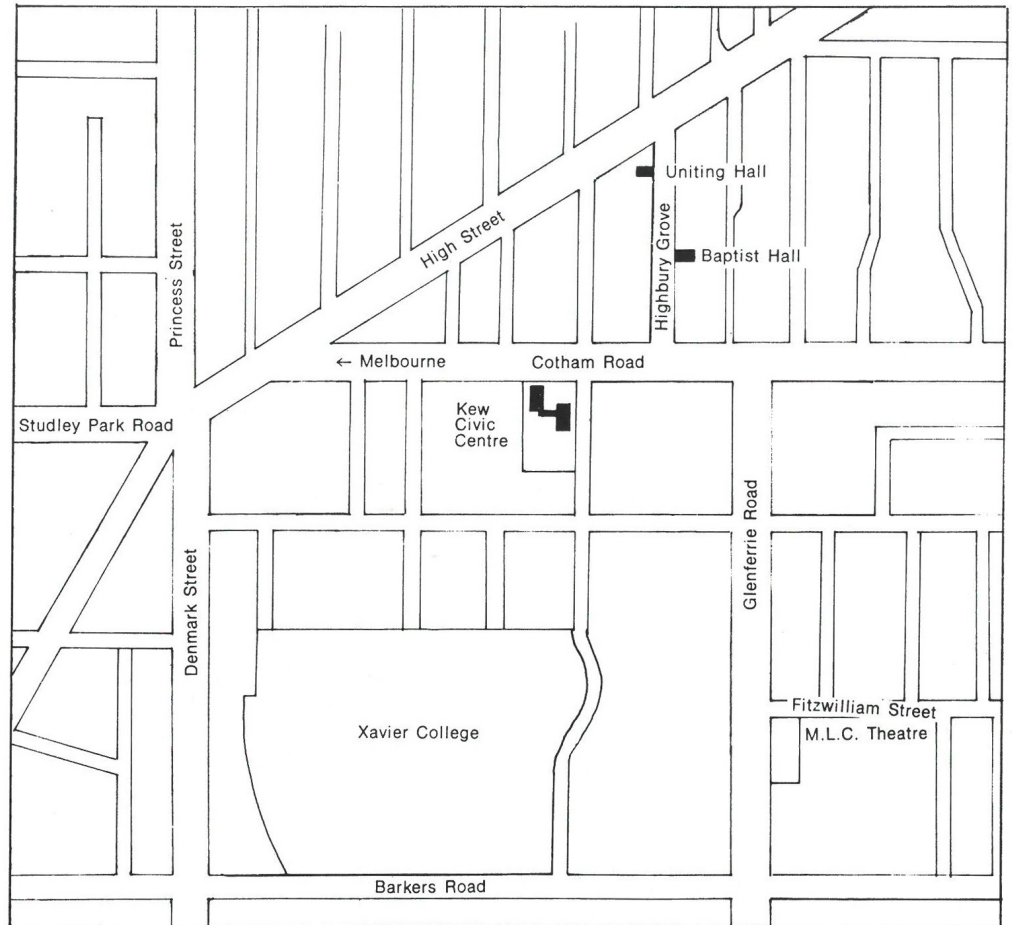 Uniting Hall
High Street
Highbury Grove
Princess Street
Baptist Hall
← Melbourne
Cotham Road
Kew
Civic
Centre
Studley Park Road
Glenferrie Road
Denmark Street
Fitzwilliam Street
Xavier College
M.L.C. Theatre
Barkers Road